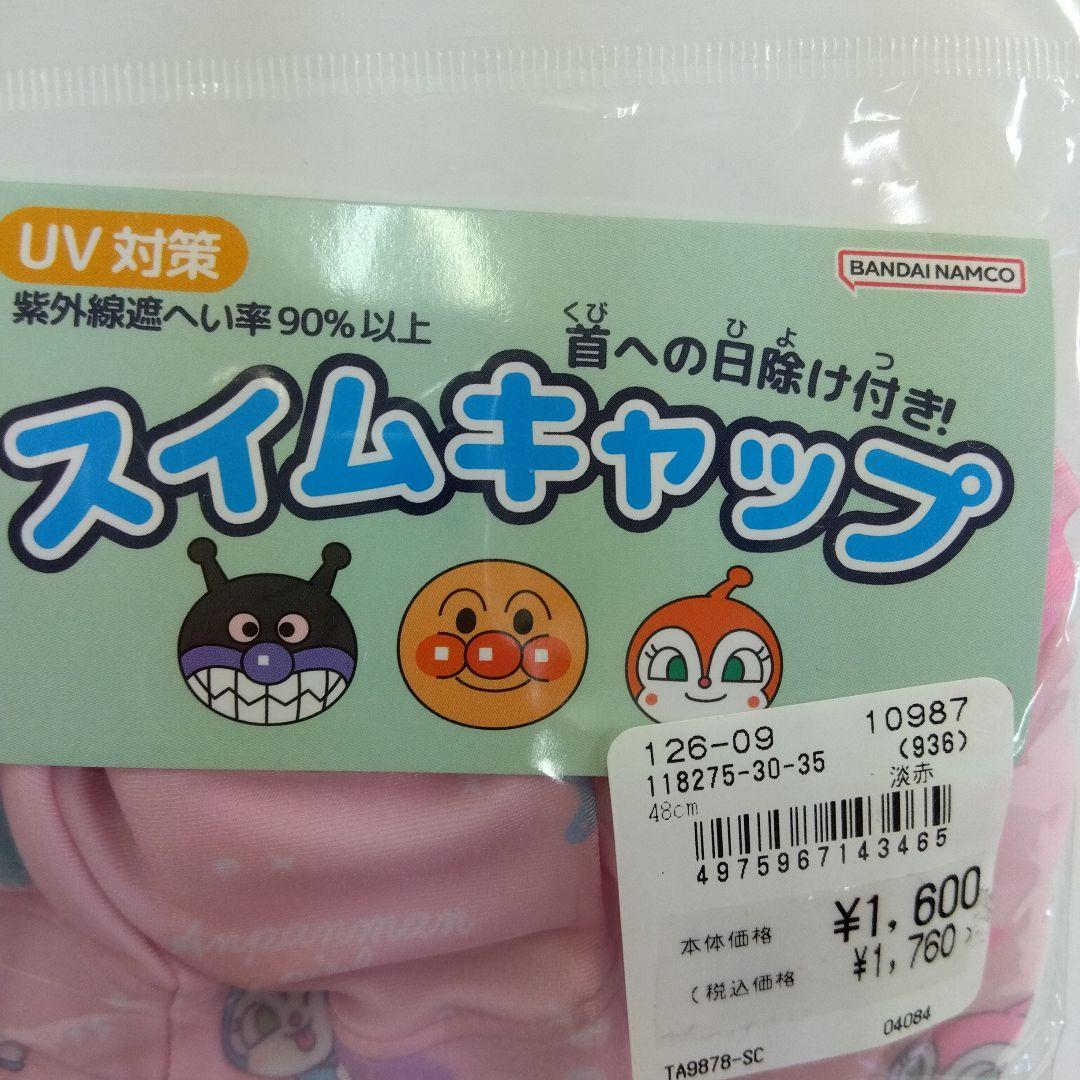 UV 対策
紫外線遮へい率90%以上
BANDAI NAMCO
くび ひ よ つ
首への日除け付き!
スイムキャップ
126-09 10987
118275-30-35 (936)
48cm 淡赤
4975967143465
本体価格 ¥1,600
(税込価格 ¥1,760)
04084
TA9878-SC
Anpanman